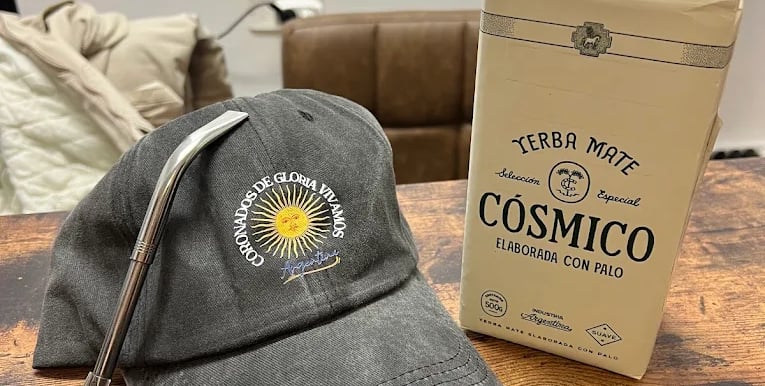 CORONADOS DE GLORIA VIVAMOS
Argentina
YERBA MATE
Selección Especial
CÓSMICO
ELABORADA CON PALO
500g
INDUSTRIA
Argentina
SUAVE
YERBA MATE ELABORADA CON PALO